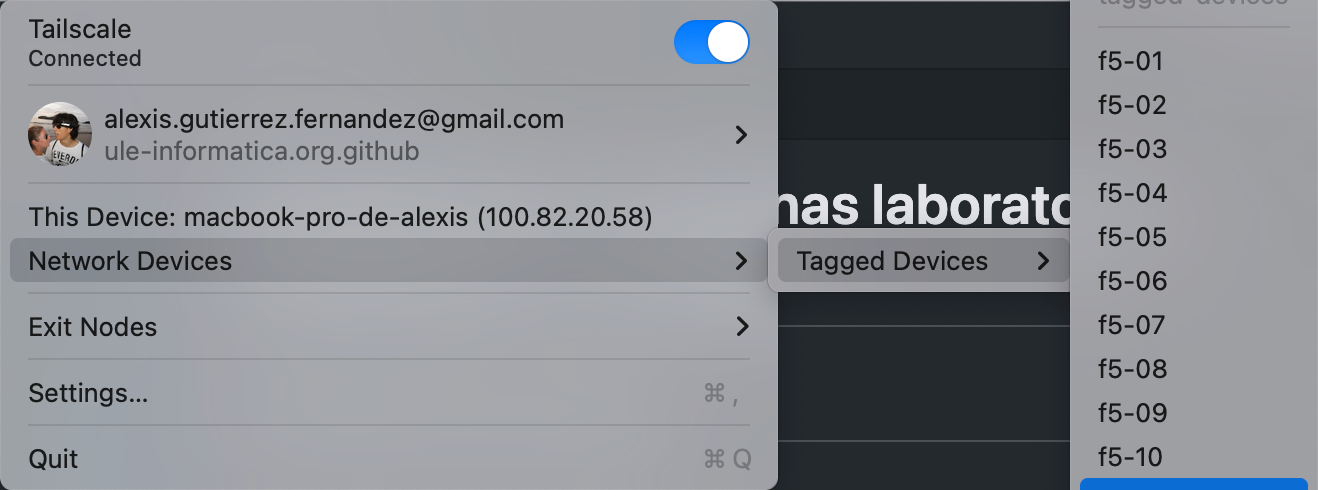 Tailscale
Connected
alexis.gutierrez.fernandez@gmail.com
ule-informatica.org.github
This Device: macbook-pro-de-alexis (100.82.20.58)
Network Devices
Exit Nodes
Settings...
⌘ ,
Quit
⌘ Q
nas laborato
Tagged Devices
tagged-devices
f5-01
f5-02
f5-03
f5-04
f5-05
f5-06
f5-07
f5-08
f5-09
f5-10